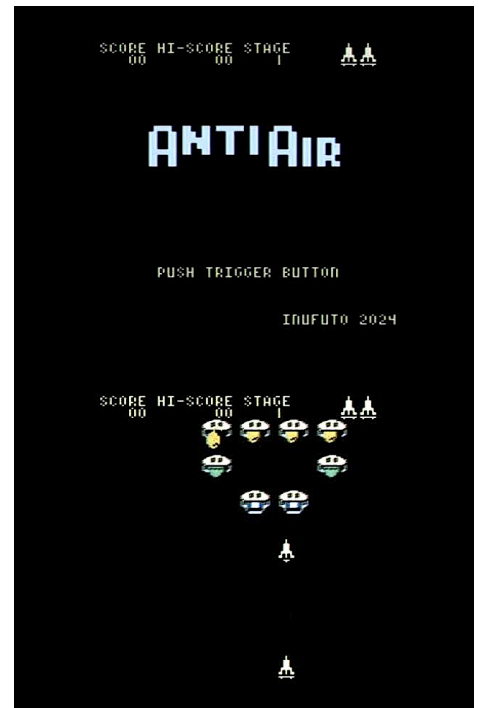 SCORE HI-SCORE STAGE
00 00 1
ANTIAIR
PUSH TRIGGER BUTTON
INUFUTO 2024
SCORE HI-SCORE STAGE
00 00 1